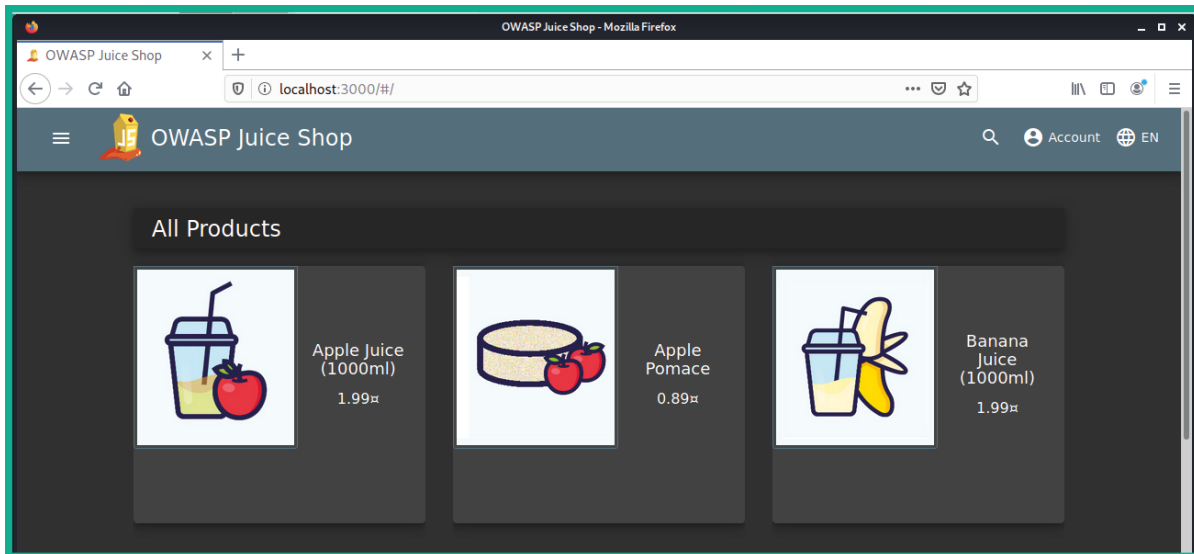 OWASP Juice Shop - Mozilla Firefox
OWASP Juice Shop
localhost:3000/#/
JS
OWASP Juice Shop
Account
EN
All Products
Apple Juice
(1000ml)
1.99¤
Apple
Pomace
0.89¤
Banana
Juice
(1000ml)
1.99¤